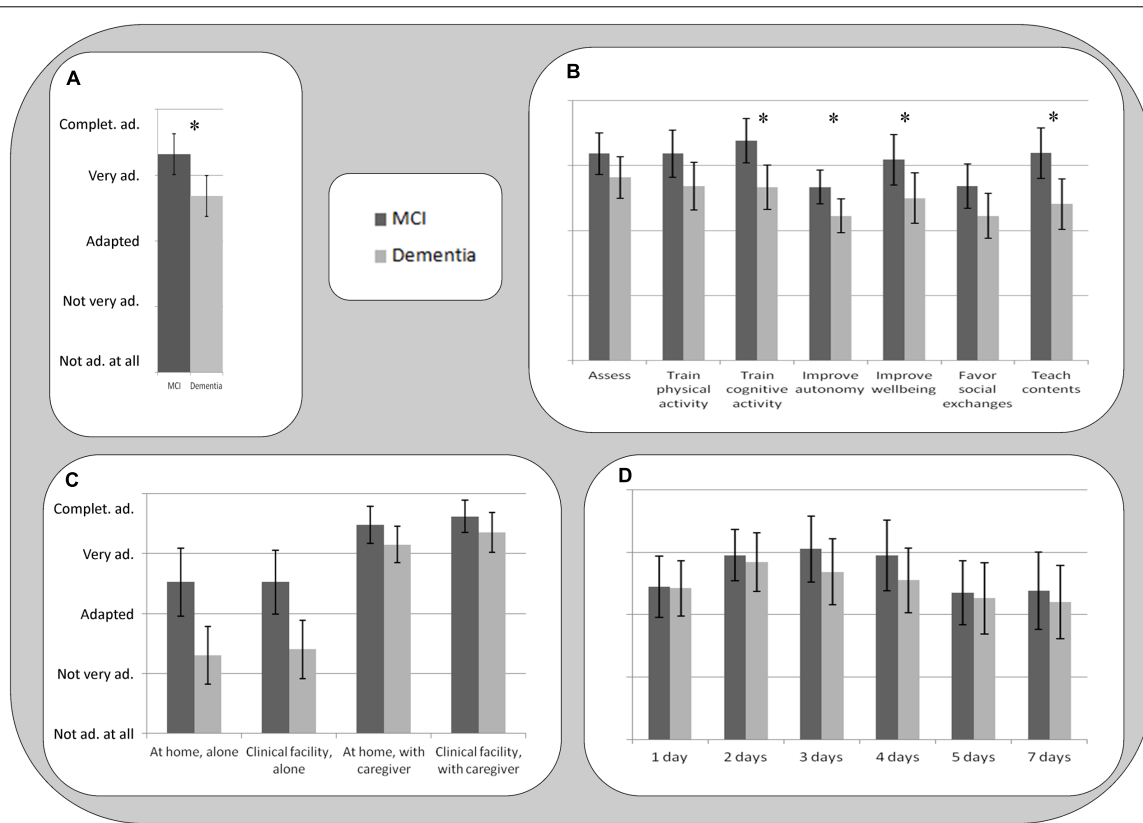 A
Complet. ad.
Very ad.
Adapted
Not very ad.
Not ad. at all
*
MCI Dementia
MCI
Dementia
B
* * * *
Assess Train Train Improve Improve Favor Teach
physical cognitive autonomy wellbeing social contents
activity activity exchanges
C
Complet. ad.
Very ad.
Adapted
Not very ad.
Not ad. at all
At home, alone Clinical facility, At home, with Clinical facility,
alone caregiver with caregiver
D
1 day 2 days 3 days 4 days 5 days 7 days